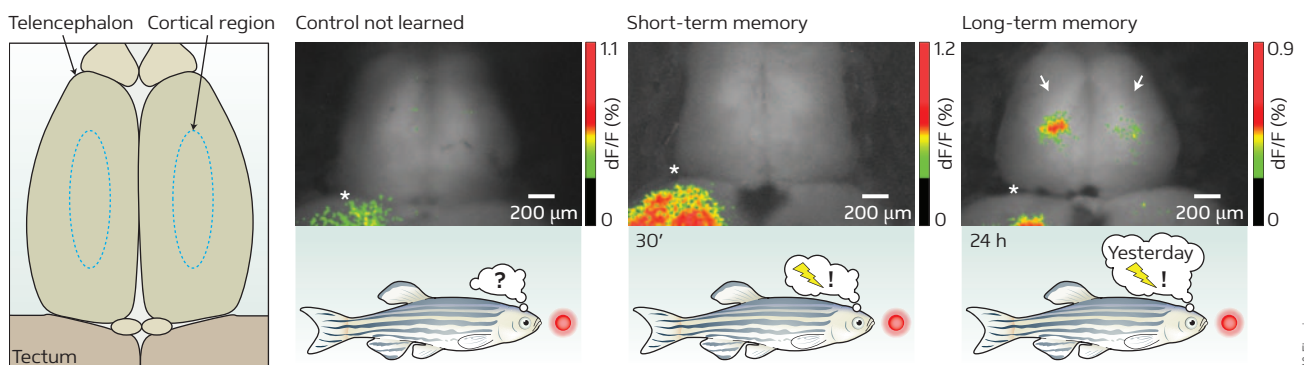 Telencephalon Cortical region
Control not learned
Short-term memory
Long-term memory
1.1
dF/F (%)
0
*
200 µm
1.2
dF/F (%)
0
*
200 µm
0.9
dF/F (%)
0
*
200 µm
Tectum
?
30′
!
24 h
Yesterday
!